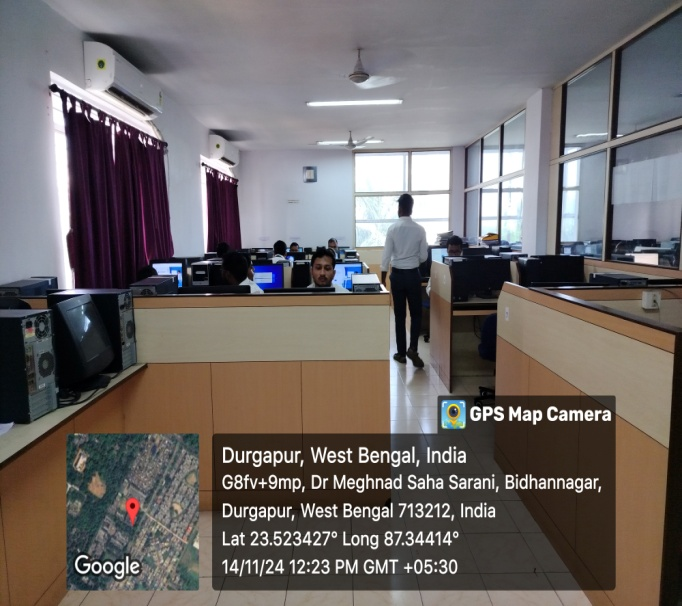 GPS Map Camera
Durgapur, West Bengal, India
G8fv+9mp, Dr Meghnad Saha Sarani, Bidhannagar,
Durgapur, West Bengal 713212, India
Lat 23.523427° Long 87.34414°
14/11/24 12:23 PM GMT +05:30
Google